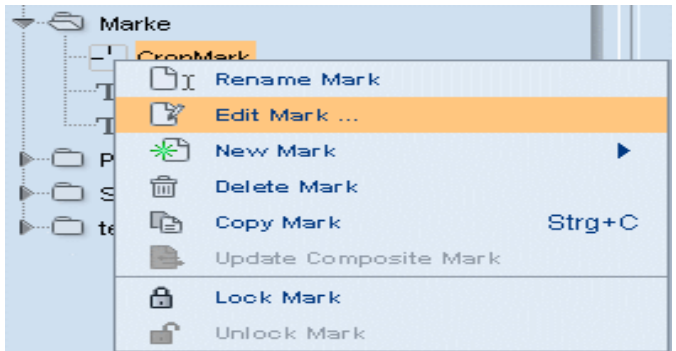 Marke
CropMark
Rename Mark
T
Edit Mark ...
T
New Mark
P
Delete Mark
S
Copy Mark Strg+C
te
Update Composite Mark
Lock Mark
Unlock Mark